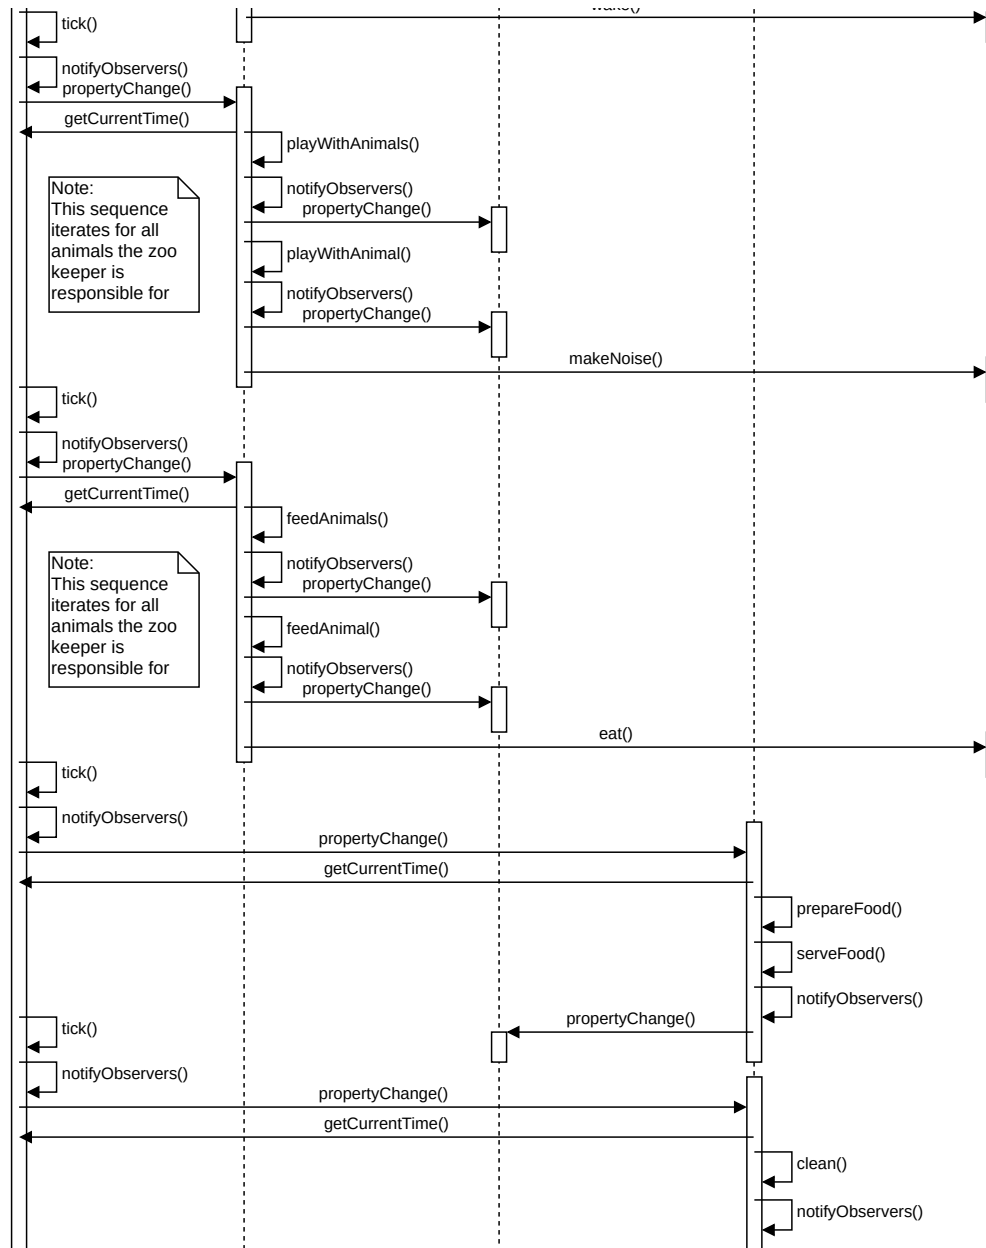 wake()
tick()
notifyObservers()
propertyChange()
getCurrentTime()
playWithAnimals()
Note:
This sequence
iterates for all
animals the zoo
keeper is
responsible for
notifyObservers()
propertyChange()
playWithAnimal()
notifyObservers()
propertyChange()
makeNoise()
tick()
notifyObservers()
propertyChange()
getCurrentTime()
feedAnimals()
Note:
This sequence
iterates for all
animals the zoo
keeper is
responsible for
notifyObservers()
propertyChange()
feedAnimal()
notifyObservers()
propertyChange()
eat()
tick()
notifyObservers()
propertyChange()
getCurrentTime()
prepareFood()
serveFood()
notifyObservers()
propertyChange()
tick()
notifyObservers()
propertyChange()
getCurrentTime()
clean()
notifyObservers()